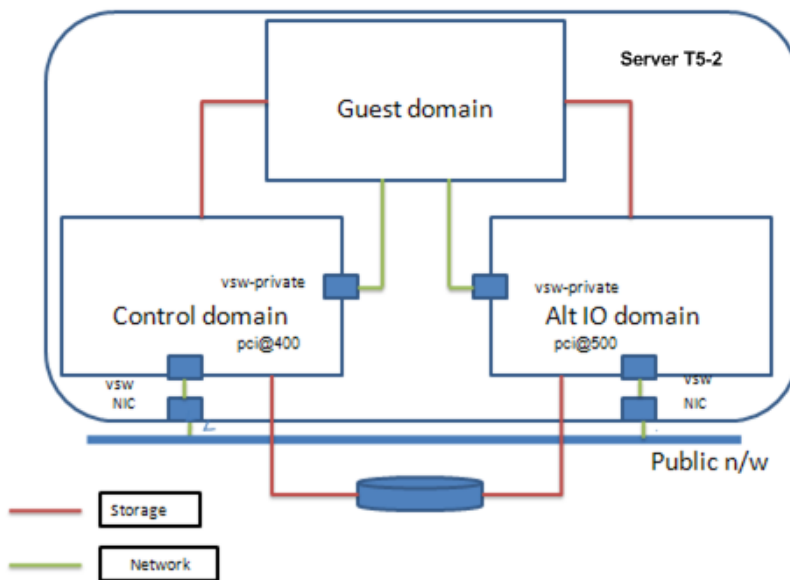 Server T5-2
Guest domain
vsw-private
Control domain
pci@400
vsw
NIC
vsw-private
Alt IO domain
pci@500
vsw
NIC
Public n/w
Storage
Network